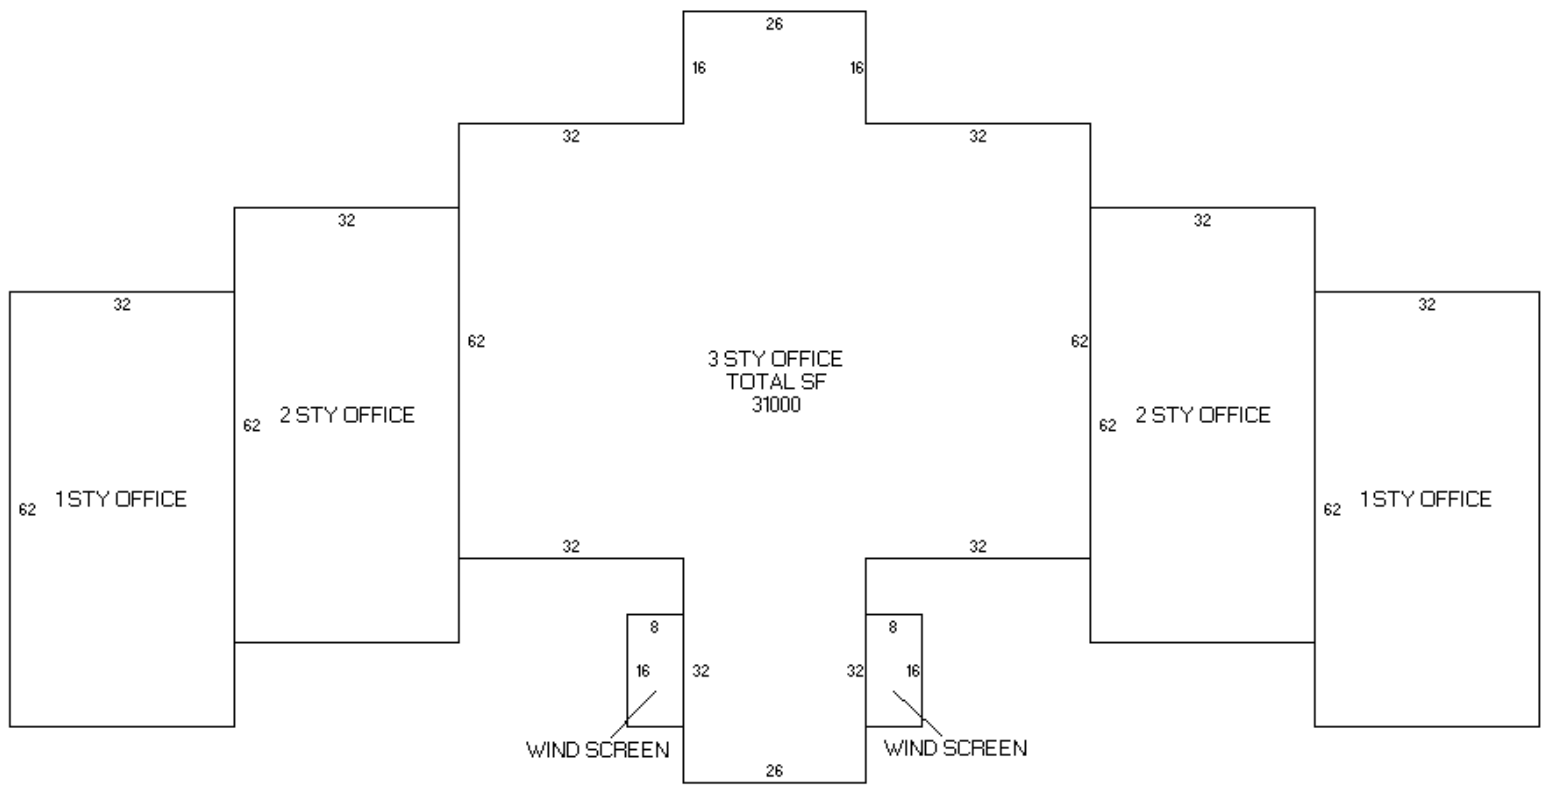 26
16 16
32 32
32 32
32 32
62 62
3 STY OFFICE
TOTAL SF
31000
62 2 STY OFFICE 62 2 STY OFFICE
62 1 STY OFFICE 62 1 STY OFFICE
32 32
8 8
16 32 32 16
WIND SCREEN WIND SCREEN
26